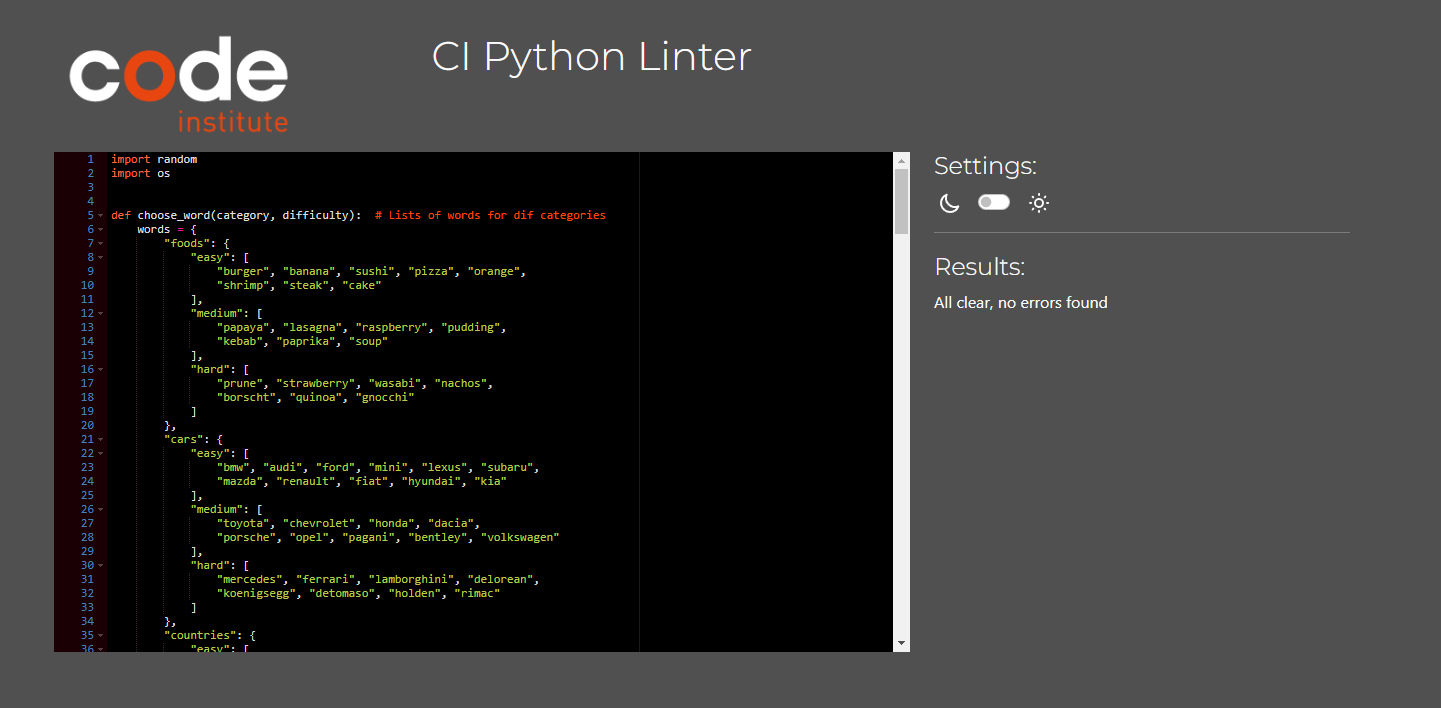 code
institute
CI Python Linter
1 import random
2 import os
3
4
5 def choose_word(category, difficulty):  # Lists of words for dif categories
6     words = {
7         "foods": {
8             "easy": [
9                 "burger", "banana", "sushi", "pizza", "orange",
10                 "shrimp", "steak", "cake"
11             ],
12             "medium": [
13                 "papaya", "lasagna", "raspberry", "pudding",
14                 "kebab", "paprika", "soup"
15             ],
16             "hard": [
17                 "prune", "strawberry", "wasabi", "nachos",
18                 "borscht", "quinoa", "gnocchi"
19             ]
20         },
21         "cars": {
22             "easy": [
23                 "bmw", "audi", "ford", "mini", "lexus", "subaru",
24                 "mazda", "renault", "fiat", "hyundai", "kia"
25             ],
26             "medium": [
27                 "toyota", "chevrolet", "honda", "dacia",
28                 "porsche", "opel", "pagani", "bentley", "volkswagen"
29             ],
30             "hard": [
31                 "mercedes", "ferrari", "lamborghini", "delorean",
32                 "koenigsegg", "detomaso", "holden", "rimac"
33             ]
34         },
35         "countries": {
36             "easy": [
Settings:
Results:
All clear, no errors found